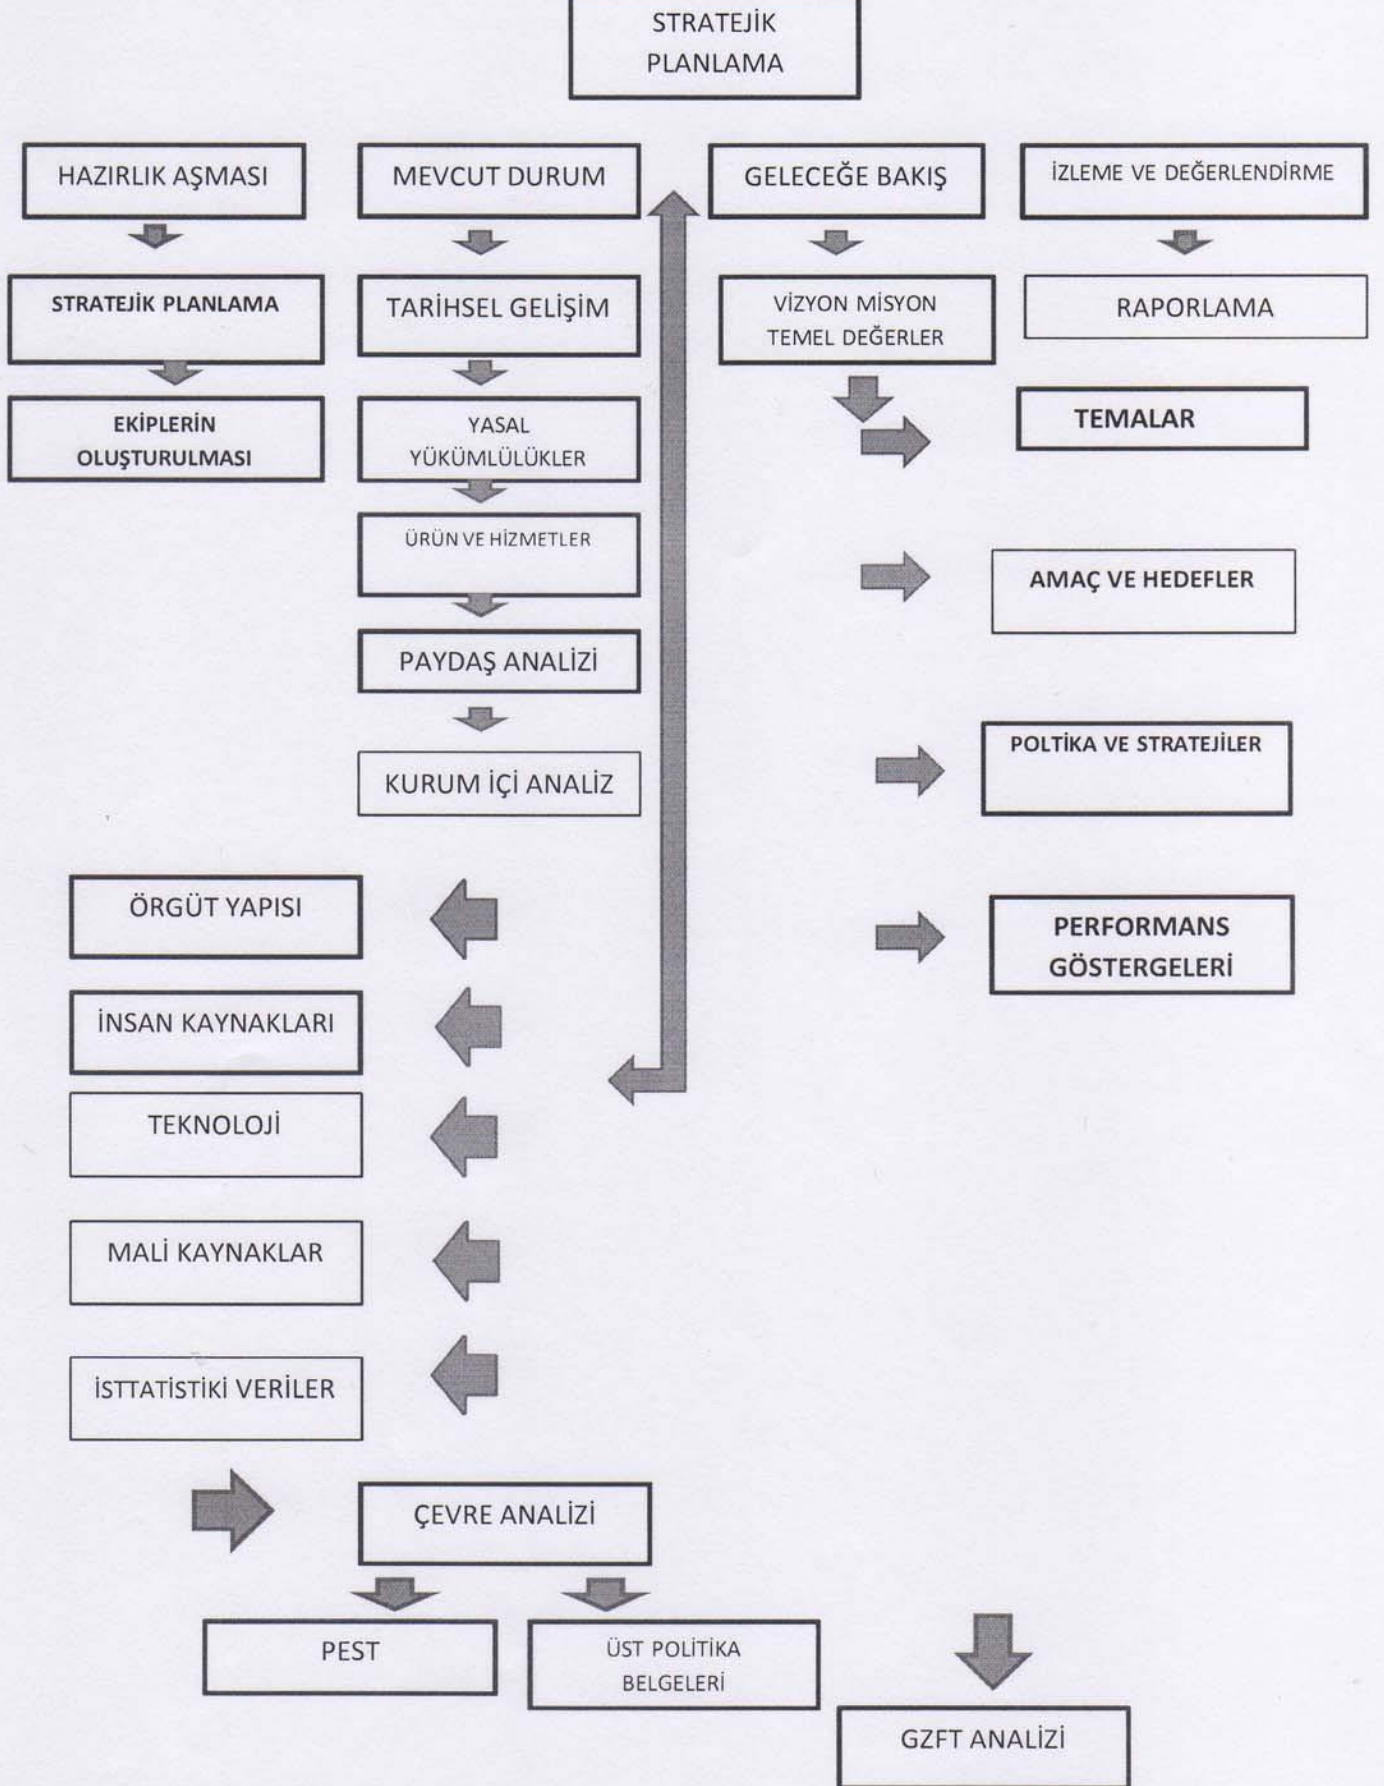 STRATEJİK
PLANLAMA
HAZIRLIK AŞMASI
MEVCUT DURUM
GELECEĞE BAKIŞ
İZLEME VE DEĞERLENDİRME
STRATEJİK PLANLAMA
TARİHSEL GELİŞİM
VİZYON MİSYON
TEMEL DEĞERLER
RAPORLAMA
EKİPLERİN
OLUŞTURULMASI
YASAL
YÜKÜMLÜLÜKLER
TEMALAR
ÜRÜN VE HİZMETLER
AMAÇ VE HEDEFLER
PAYDAŞ ANALİZİ
KURUM İÇİ ANALİZ
POLTİKA VE STRATEJİLER
ÖRGÜT YAPISI
PERFORMANS
GÖSTERGELERİ
İNSAN KAYNAKLARI
TEKNOLOJİ
MALİ KAYNAKLAR
İSTTATİSTİKİ VERİLER
ÇEVRE ANALİZİ
PEST
ÜST POLİTİKA
BELGELERİ
GZFT ANALİZİ